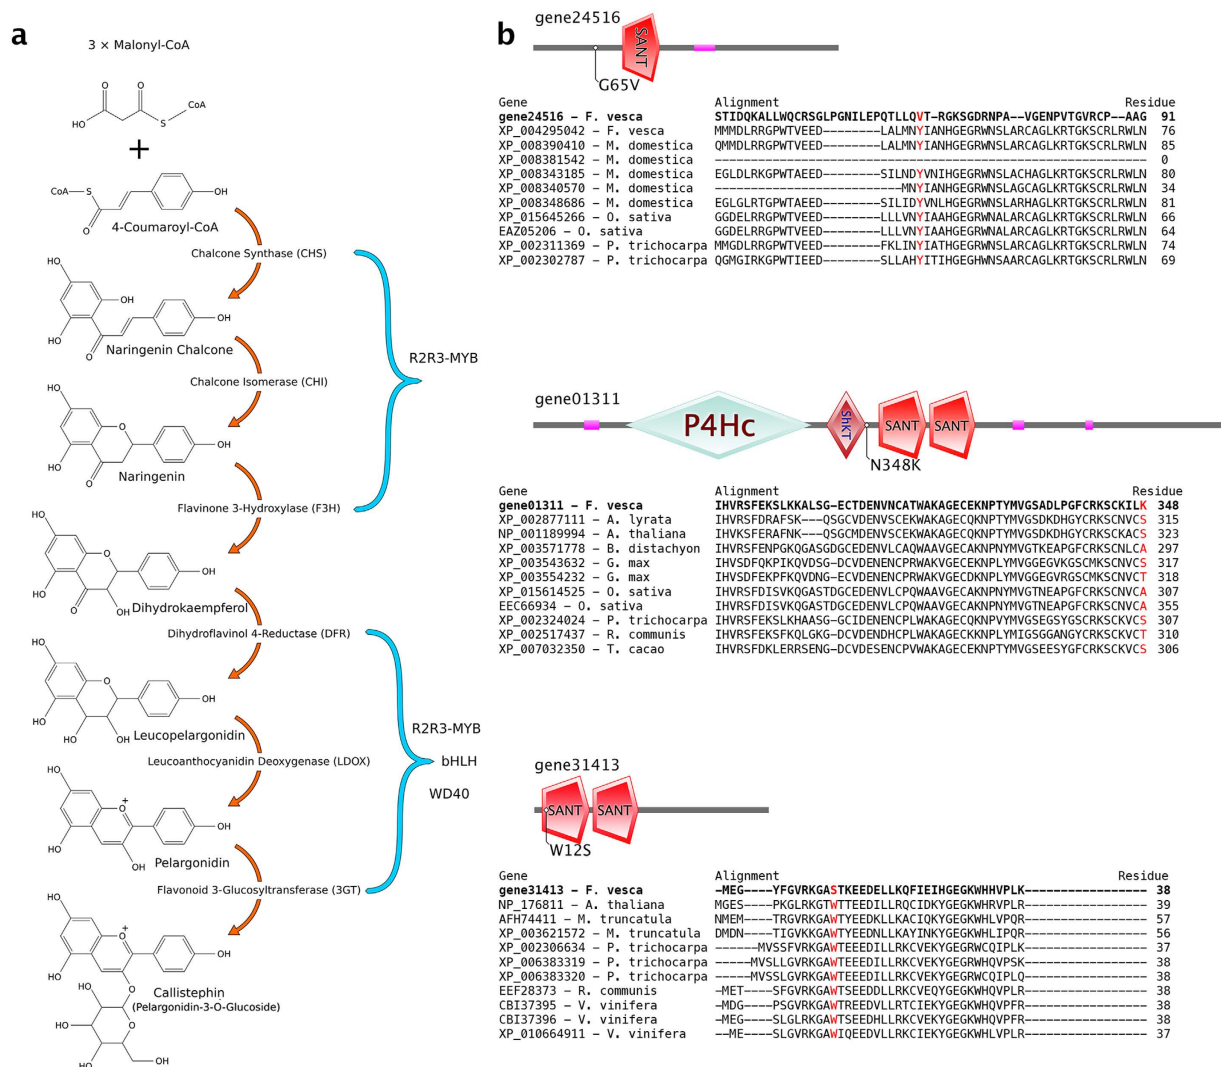 a
3 × Malonyl-CoA
O
O
CoA
HO
S
+
CoA
S
OH
O
4-Coumaroyl-CoA
Chalcone Synthase (CHS)
HO
OH
OH
OH
O
Naringenin Chalcone
Chalcone Isomerase (CHI)
HO
O
OH
OH
O
Naringenin
Flavinone 3-Hydroxylase (F3H)
R2R3-MYB
HO
O
OH
OH
O
OH
Dihydrokaempferol
Dihydroflavinol 4-Reductase (DFR)
HO
O
OH
OH
HO
OH
Leucopelargonidin
Leucoanthocyanidin Deoxygenase (LDOX)
R2R3-MYB
bHLH
WD40
HO
O
+
OH
OH
HO
Pelargonidin
Flavonoid 3-Glucosyltransferase (3GT)
HO
O
+
OH
OH
O
Callistephin
(Pelargonidin-3-O-Glucoside)
HO
HO
O
HO
OH
b
gene24516
SANT
G65V
Gene Alignment Residue
gene24516 – F. vesca STIDQKALLWQCRSGLPGNILEPQTLLQVT–RGKSGDRNPA––VGENPVTGVRCP––AAG 91
XP_004295042 – F. vesca MMMDLRRGPWTVEED––––––––LALMNYIANHGEGRWNSLARCAGLKRTGKSCRLRWLN 76
XP_008390410 – M. domestica QMMDLRRGPWTVEED––––––––LALMNYIANHGEGRWNSLARCAGLKRTGKSCRLRWLN 85
XP_008381542 – M. domestica –––––––––––––––––––––––––––––––––––––––––––––––––––––––––––– 0
XP_008343185 – M. domestica EGLDLRKGPWTVEED––––––––SILNDYVNIHGEGRWNSLACHAGLKRTGKSCRLRWLN 80
XP_008340570 – M. domestica ––––––––––––––––––––––––––MNYIANHGEGRWNSLARCAGLKRTGKSCRLRWLN 34
XP_008348686 – M. domestica EGLGLRTGPWTAEED––––––––SILIDYVNLHGEGRWNSLARHAGLKRTGKSCRLRWLN 81
XP_015645266 – O. sativa GGDELRRGPWTVEED––––––––LLLVNYIAAHGEGRWNALARCAGLKRTGKSCRLRWLN 66
EAZ05206 – O. sativa GGDELRRGPWTVEED––––––––LLLVNYIAAHGEGRWNALARCAGLKRTGKSCRLRWLN 64
XP_002311369 – P. trichocarpa MMGDLRRGPWTVEED––––––––FKLINYIATHGEGRWNSLARCAGLKRTGKSCRLRWLN 74
XP_002302787 – P. trichocarpa QGMGIRKGPWTIEED––––––––SLLAHYITIHGEGHWNSAARCAGLKRTGKSCRLRWLN 69
gene01311
P4Hc
ShKT
SANT
SANT
N348K
Gene Alignment Residue
gene01311 – F. vesca IHVRSFEKSLKKALSG–ECTDENVNCATWAKAGECEKNPTYMVGSADLPGFCRKSCKILK 348
XP_002877111 – A. lyrata IHVRSFDRAFSK–––QSGCVDENVSCEKWAKAGECQKNPTYMVGSDKDHGYCRKSCNVCS 315
NP_001189994 – A. thaliana IHVKSFERAFNK–––QSGCMDENVSCEKWAKAGECQKNPTYMVGSDKDHGYCRKSCKACS 323
XP_003571778 – B. distachyon IHVRSFENPGKQGASGDGCEDENVLCAQWAAVGECAKNPNYMVGTKEAPGFCRKSCNLCA 297
XP_003543632 – G. max IHVSDFQKPIKQVDSG–DCVDENENCPLWAKVGECKKNPLYMVGGEGVKGSCMKSCNVCS 317
XP_003554232 – G. max IHVSDFEKPFKQVDNG–ECVDENENCPRWAKVGECDKNPLYMVGGEGVRGSCMKSCNVCT 318
XP_015614525 – O. sativa IHVRSFDISVKQGASTDGCEDENVLCPQWAAVGECAKNPNYMVGTNEAPGFCRKSCNVCA 307
EEC66934 – O. sativa IHVRSFDISVKQGASTDGCEDENVLCPQWAAVGECAKNPNYMVGTNEAPGYCRKSCNVCA 355
XP_002324024 – P. trichocarpa IHVRSFEKSLKHAASG–GCIDENENCPLWAKAGECQKNPVYMVGSEGSYGSCRKSCKVCS 307
XP_002517437 – R. communis IHVRSFEKSFKQLGKG–DCVDENDHCPLWAKAGECKKNPLYMIGSGGANGYCRKSCKVCT 310
XP_007032350 – T. cacao IHVRSFDKLERRSENG–DCVDESENCPVWAKAGECEKNPTYMVGSEESYGFCRKSCKVCS 306
gene31413
SANT
SANT
W12S
Gene Alignment Residue
gene31413 – F. vesca –MEG––––YFGVRKGASTKEEDELLKQFIEIHGEGKWHHVPLK––––––––––––––––– 38
NP_176811 – A. thaliana MGES––––PKGLRKGTWTTEEDILLRQCIDKYGEGKWHRVPLR––––––––––––––––– 39
AFH74411 – M. truncatula NMEM––––TRGVRKGAWTYEEDKLLKACIQKYGEGKWHLVPQR––––––––––––––––– 57
XP_003621572 – M. truncatula DMDN––––TIGVKKGAWTYEEDNLLKAYINKYGEGKWHLIPQR––––––––––––––––– 56
XP_002306634 – P. trichocarpa ––––––MVSSFVRKGAWTEEEDILLRKCVEKYGEGRWCQIPLK––––––––––––––––– 37
XP_006383319 – P. trichocarpa –––––MVSLLGVRKGAWTEEEDILLRKCVEKYGEGRWHQVPSK––––––––––––––––– 38
XP_006383320 – P. trichocarpa –––––MVSSLGVRKGAWTEEEDILLRKCVEKYGEGRWCQIPLQ––––––––––––––––– 38
EEF28373 – R. communis –MET––––SFGVRKGAWTSEEDILLRKCIEKYGEGKWHLVPFR––––––––––––––––– 38
CBI37395 – V. vinifera –MDG––––PSGVRKGAWTREEDVLLRTCIEKYGEGKWHQVPFR––––––––––––––––– 38
CBI37396 – V. vinifera –MEG––––SLGLRKGAWTSEEDHLLRKCIEKYGEGKWHQVPFR––––––––––––––––– 38
XP_010664911 – V. vinifera ––ME––––SLGVRKGAWIQEEDVLLRKCIEKYGEGKWHQVPLR––––––––––––––––– 37